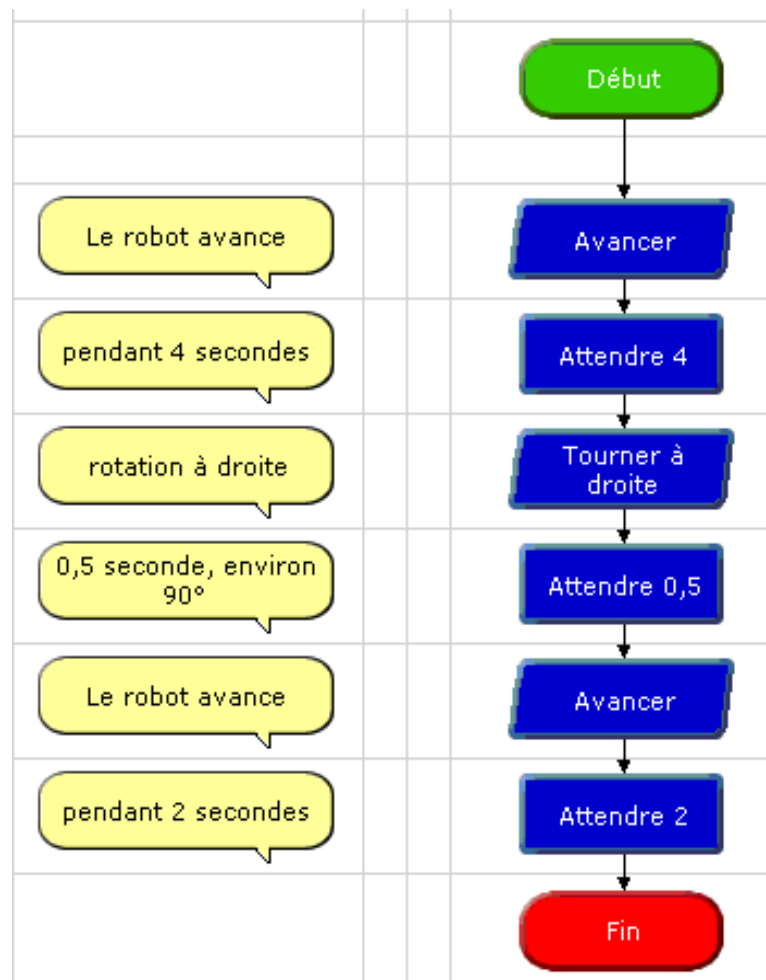 Début
Le robot avance
Avancer
pendant 4 secondes
Attendre 4
rotation à droite
Tourner à
droite
0,5 seconde, environ
90°
Attendre 0,5
Le robot avance
Avancer
pendant 2 secondes
Attendre 2
Fin